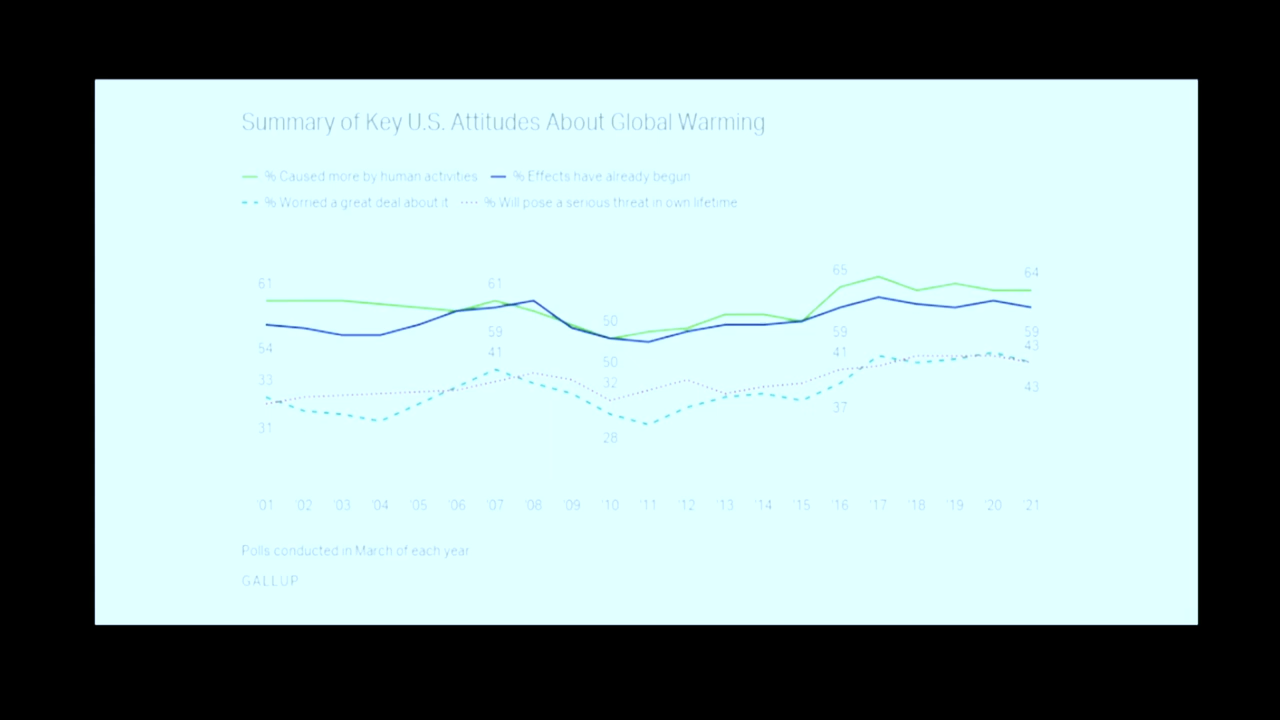 Summary of Key U.S. Attitudes About Global Warming
% Caused more by human activities % Effects have already begun
% Worried a great deal about it % Will pose a serious threat in own lifetime
65
64
61 61
50
59 59 59
54 41 41 43
50
33 32
43
37
31
28
'01 '02 '03 '04 '05 '06 '07 '08 '09 '10 '11 '12 '13 '14 '15 '16 '17 '18 '19 '20 '21
Polls conducted in March of each year
GALLUP